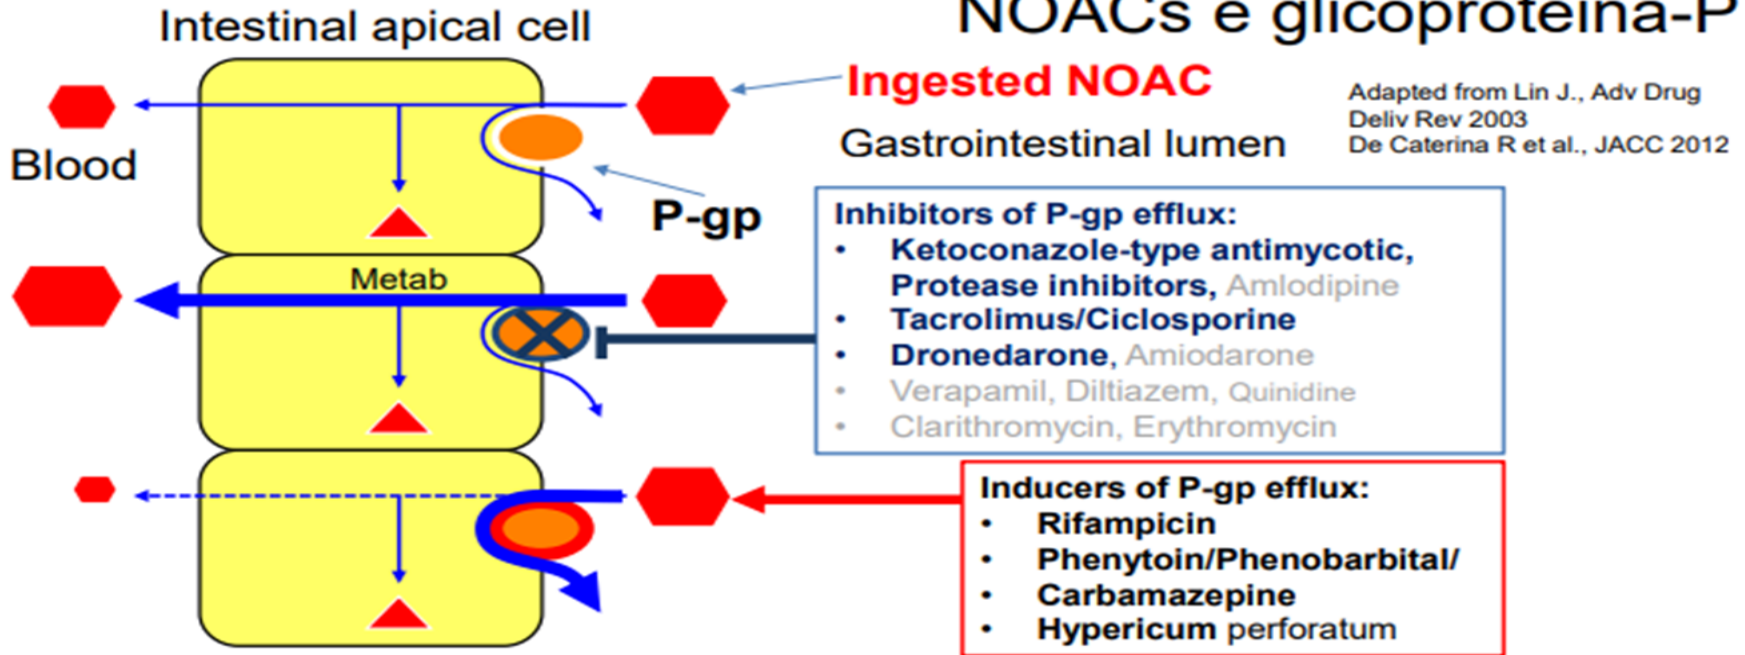 Intestinal apical cell
NOACs e glicoproteina-P
Ingested NOAC
Adapted from Lin J., Adv Drug
Deliv Rev 2003
De Caterina R et al., JACC 2012
Gastrointestinal lumen
Blood
P-gp
Metab
Inhibitors of P-gp efflux:
• Ketoconazole-type antimycotic,
Protease inhibitors, Amlodipine
• Tacrolimus/Ciclosporine
• Dronedarone, Amiodarone
• Verapamil, Diltiazem, Quinidine
• Clarithromycin, Erythromycin
Inducers of P-gp efflux:
• Rifampicin
• Phenytoin/Phenobarbital/
• Carbamazepine
• Hypericum perforatum